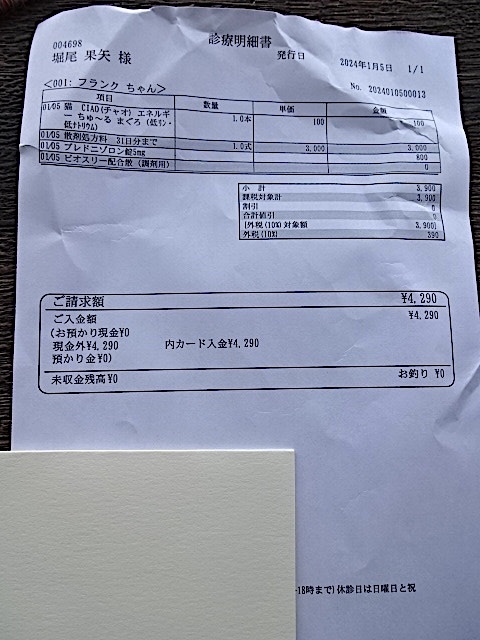 診療明細書
004698
堀尾 果矢 様
発行日 2024年1月5日 1/1
No. 2024010500013
<001: フランク ちゃん>
項目 数量 単価 金額
01/05 猫 CIAO(チャオ) エネルギ 1.0本 100 100
ちゅ〜る まぐろ (低リン・
低ナトリウム)
01/05 散剤処方料 31日分まで 1.0式 3,000 3,000
01/05 プレドニゾロン錠5mg 800
01/05 ビオスリー配合散(調剤用) 0
小 計 3,900
課税対象計 3,900
割引 0
合計値引 0
[外税(10%)対象額 3,900]
外税(10%) 390
ご請求額 ¥4,290
ご入金額 ¥4,290
(お預かり現金¥0
現金外¥4,290 内カード入金¥4,290
預かり金¥0)
未収金残高¥0 お釣り ¥0
-18時まで)休診日は日曜日と祝